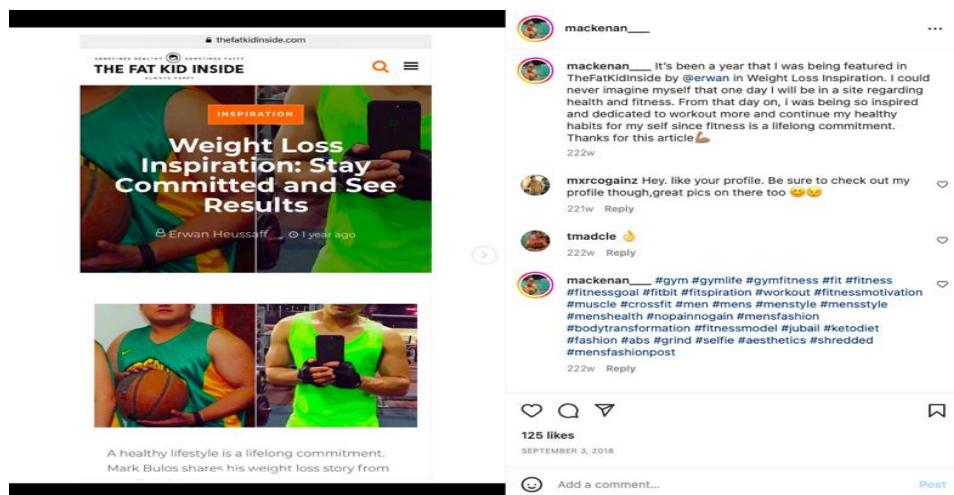 thefatkidinside.com
SOMETIMES HEALTHY SOMETIMES FATTY
THE FAT KID INSIDE
ALWAYS HAPPY
INSPIRATION
Weight Loss
Inspiration: Stay
Committed and See
Results
Erwan Heussaff 1 year ago
A healthy lifestyle is a lifelong commitment.
Mark Bulos shares his weight loss story from
mackenan___
mackenan___ It's been a year that I was being featured in
TheFatKidInside by @erwan in Weight Loss Inspiration. I could
never imagine myself that one day I will be in a site regarding
health and fitness. From that day on, i was being so inspired
and dedicated to workout more and continue my healthy
habits for my self since fitness is a lifelong commitment.
Thanks for this article💪🏽
222w
mxrcogainz Hey. like your profile. Be sure to check out my
profile though,great pics on there too 😊😉
221w Reply
tmadcle 👌
222w Reply
mackenan___ #gym #gymlife #gymfitness #fit #fitness
#fitnessgoal #fitbit #fitspiration #workout #fitnessmotivation
#muscle #crossfit #men #mens #menstyle #mensstyle
#menshealth #nopainnogain #mensfashion
#bodytransformation #fitnessmodel #jubail #ketodiet
#fashion #abs #grind #selfie #aesthetics #shredded
#mensfashionpost
222w Reply
125 likes
SEPTEMBER 3, 2018
Add a comment...
Post